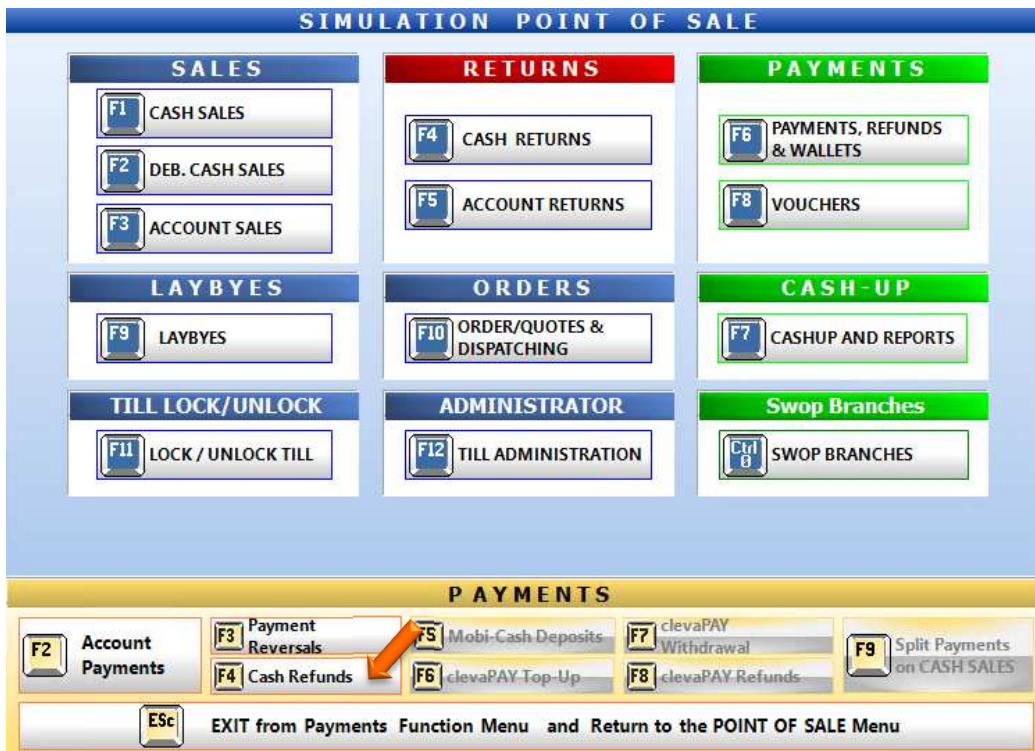 SIMULATION POINT OF SALE
SALES
F1 CASH SALES
F2 DEB. CASH SALES
F3 ACCOUNT SALES
RETURNS
F4 CASH RETURNS
F5 ACCOUNT RETURNS
PAYMENTS
F6 PAYMENTS, REFUNDS
& WALLETS
F8 VOUCHERS
LAYBYES
F9 LAYBYES
ORDERS
F10 ORDER/QUOTES &
DISPATCHING
CASH-UP
F7 CASHUP AND REPORTS
TILL LOCK/UNLOCK
F11 LOCK / UNLOCK TILL
ADMINISTRATOR
F12 TILL ADMINISTRATION
Swop Branches
Ctrl
SWOP BRANCHES
PAYMENTS
F2 Account
Payments
F3 Payment
Reversals
F4 Cash Refunds
F5 Mobi-Cash Deposits
F6 clevaPAY Top-Up
F7 clevaPAY
Withdrawal
F8 clevaPAY Refunds
F9 Split Payments
on CASH SALES
ESc EXIT from Payments Function Menu and Return to the POINT OF SALE Menu